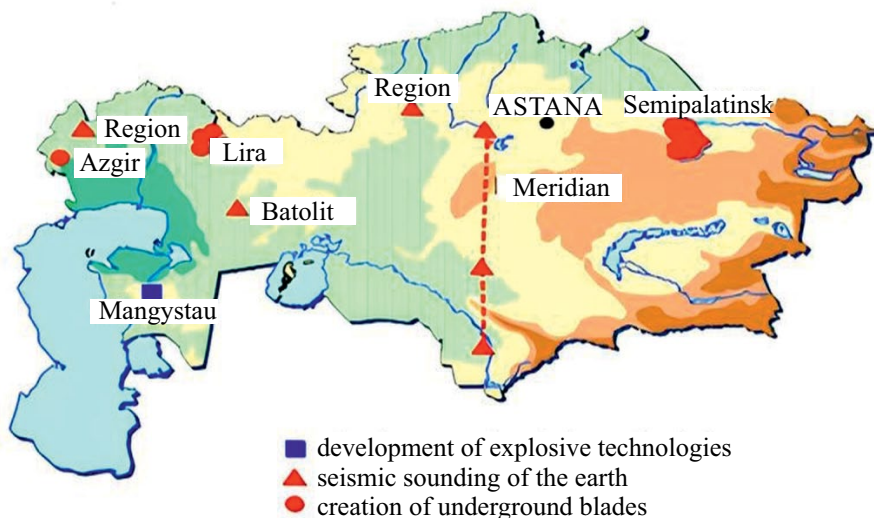 Region
ASTANA
Semipalatinsk
Region
Lira
Azgir
Meridian
Batolit
Mangystau
development of explosive technologies
seismic sounding of the earth
creation of underground blades